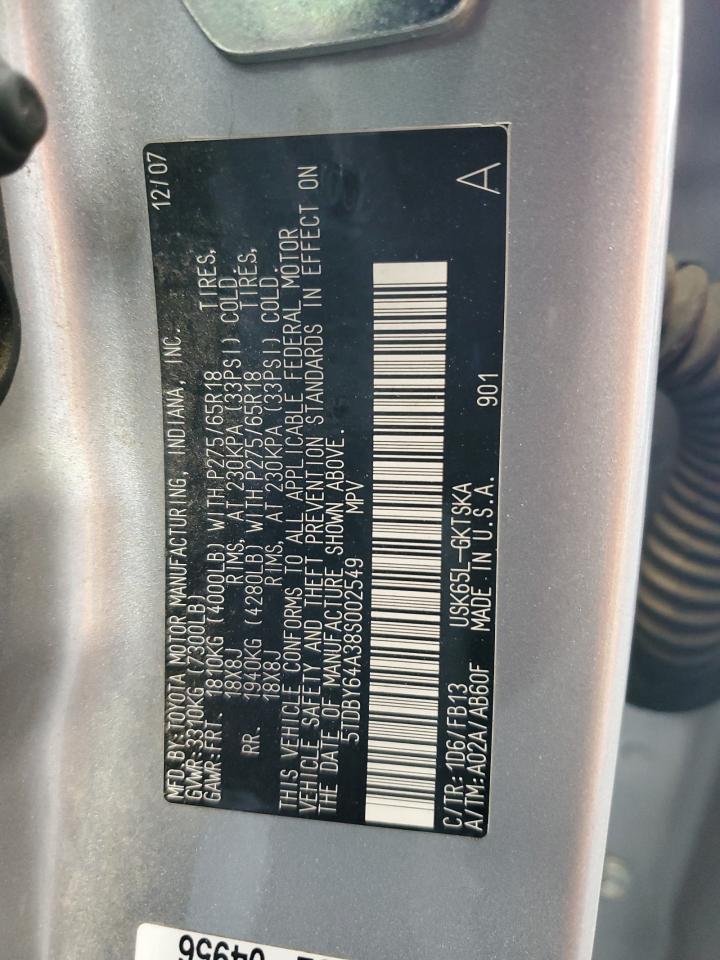 MFD BY:TOYOTA MOTOR MANUFACTURING, INDIANA, INC. 12/07
GVWR:3310KG (7300LB)
GAWR:FRT. 1810KG (4000LB) WITH P275/65R18 TIRES,
18X8J RIMS, AT 230KPA (33PSI) COLD.
RR. 1940KG (4280LB) WITH P275/65R18 TIRES,
18X8J RIMS, AT 230KPA (33PSI) COLD.
THIS VEHICLE CONFORMS TO ALL APPLICABLE FEDERAL MOTOR
VEHICLE SAFETY AND THEFT PREVENTION STANDARDS IN EFFECT ON
THE DATE OF MANUFACTURE SHOWN ABOVE.
5TDBY64A38S002549 MPV
C/TR:1D6/FB13 USK65L-GKTSKA A
A/TM:A02A/AB60F MADE IN U.S.A. 901
04956